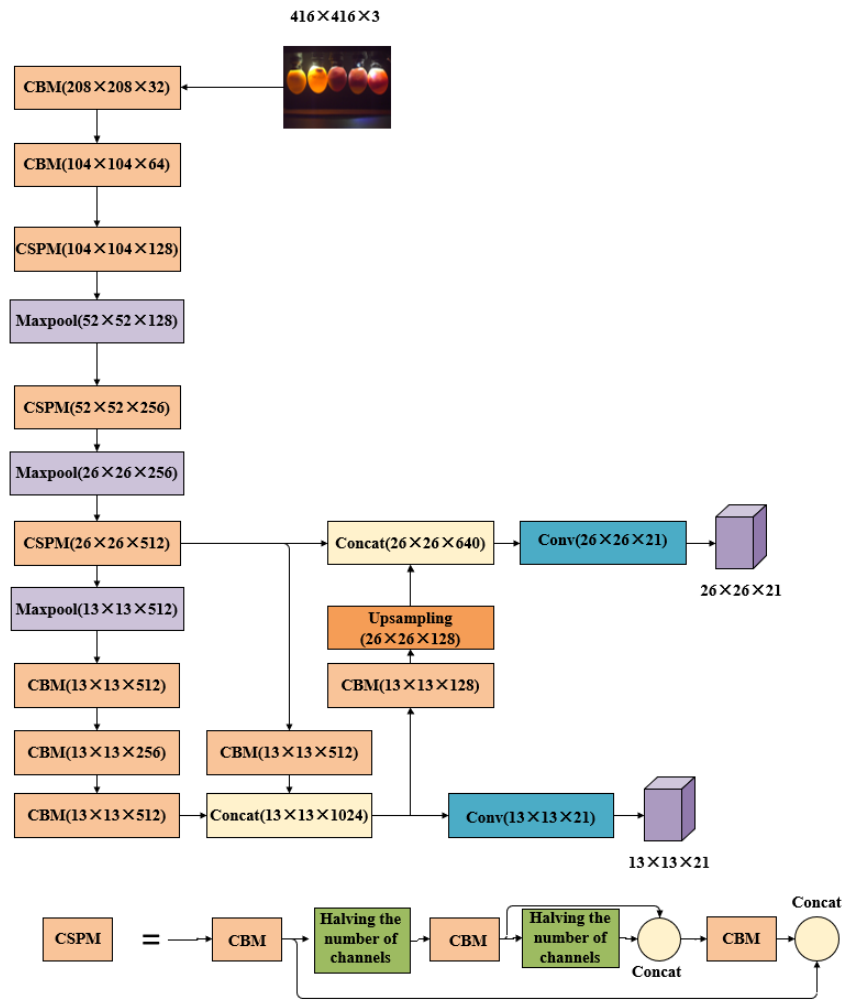 416×416×3
CBM(208×208×32)
CBM(104×104×64)
CSPM(104×104×128)
Maxpool(52×52×128)
CSPM(52×52×256)
Maxpool(26×26×256)
CSPM(26×26×512)
Concat(26×26×640)
Conv(26×26×21)
26×26×21
Maxpool(13×13×512)
Upsampling
(26×26×128)
CBM(13×13×512)
CBM(13×13×128)
CBM(13×13×256)
CBM(13×13×512)
CBM(13×13×512)
Concat(13×13×1024)
Conv(13×13×21)
13×13×21
CSPM
=
CBM
Halving the
number of
channels
CBM
Halving the
number of
channels
Concat
CBM
Concat